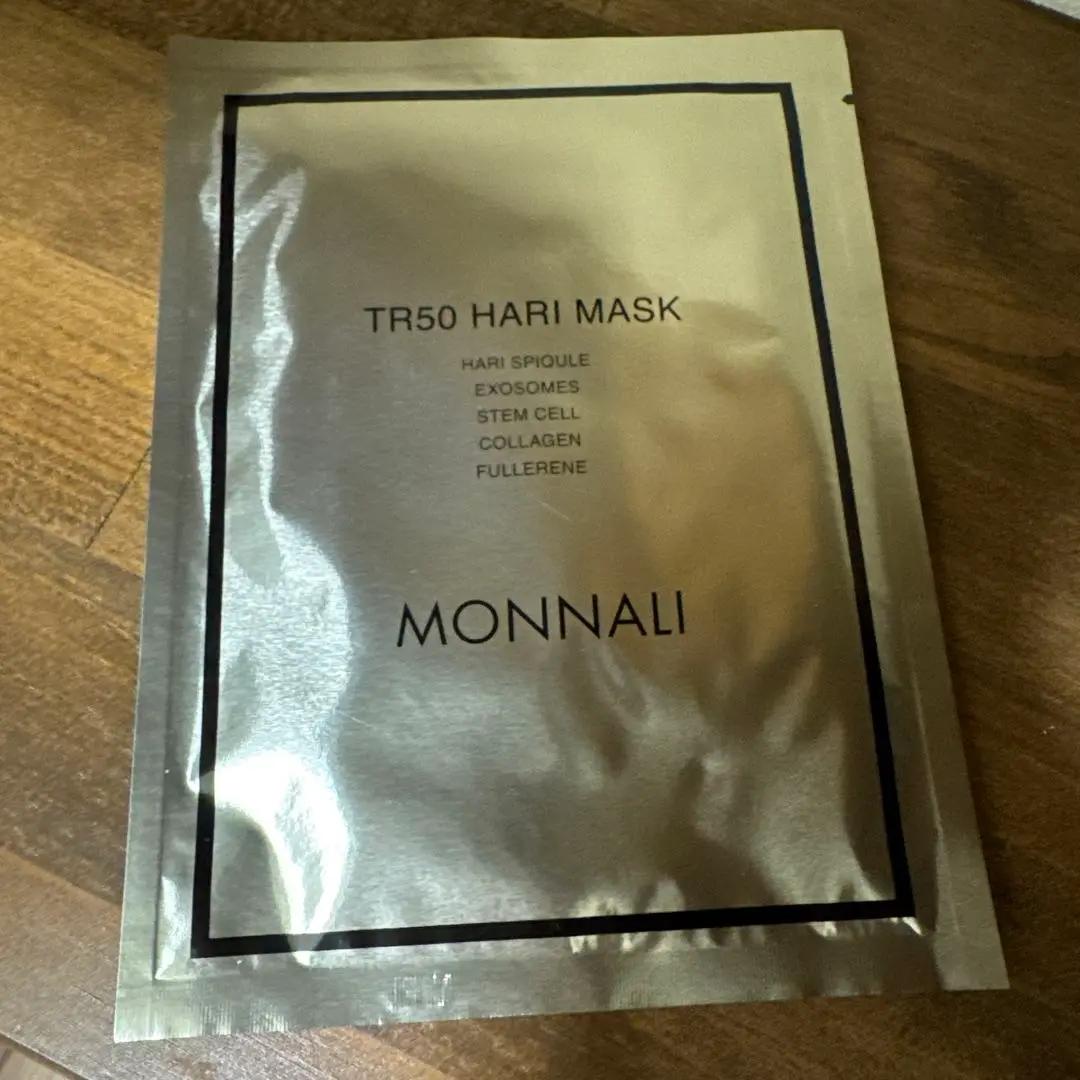 TR50 HARI MASK
HARI SPIQULE
EXOSOMES
STEM CELL
COLLAGEN
FULLERENE
MONNALI